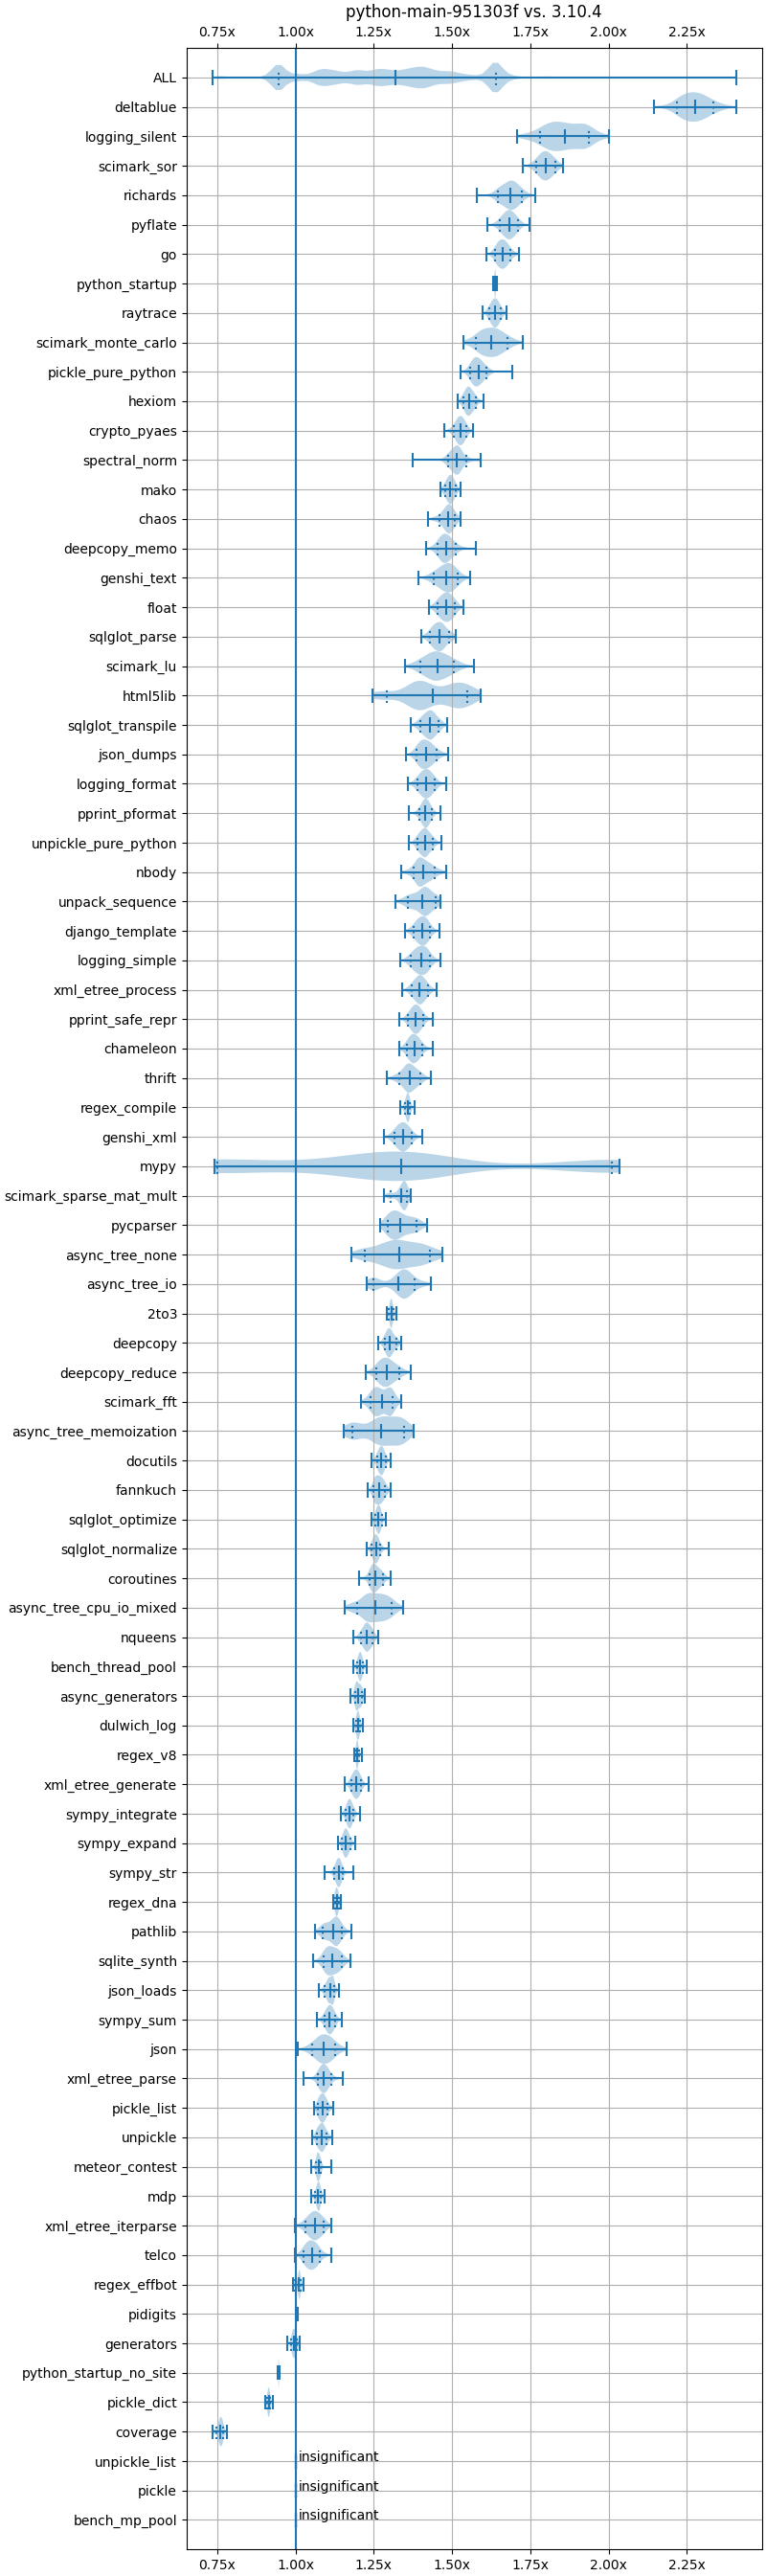 python-main-951303f vs. 3.10.4
0.75x 1.00x 1.25x 1.50x 1.75x 2.00x 2.25x
ALL
deltablue
logging_silent
scimark_sor
richards
pyflate
go
python_startup
raytrace
scimark_monte_carlo
pickle_pure_python
hexiom
crypto_pyaes
spectral_norm
mako
chaos
deepcopy_memo
genshi_text
float
sqlglot_parse
scimark_lu
html5lib
sqlglot_transpile
json_dumps
logging_format
pprint_pformat
unpickle_pure_python
nbody
unpack_sequence
django_template
logging_simple
xml_etree_process
pprint_safe_repr
chameleon
thrift
regex_compile
genshi_xml
mypy
scimark_sparse_mat_mult
pycparser
async_tree_none
async_tree_io
2to3
deepcopy
deepcopy_reduce
scimark_fft
async_tree_memoization
docutils
fannkuch
sqlglot_optimize
sqlglot_normalize
coroutines
async_tree_cpu_io_mixed
nqueens
bench_thread_pool
async_generators
dulwich_log
regex_v8
xml_etree_generate
sympy_integrate
sympy_expand
sympy_str
regex_dna
pathlib
sqlite_synth
json_loads
sympy_sum
json
xml_etree_parse
pickle_list
unpickle
meteor_contest
mdp
xml_etree_iterparse
telco
regex_effbot
pidigits
generators
python_startup_no_site
pickle_dict
coverage
unpickle_list insignificant
pickle insignificant
bench_mp_pool insignificant
0.75x 1.00x 1.25x 1.50x 1.75x 2.00x 2.25x